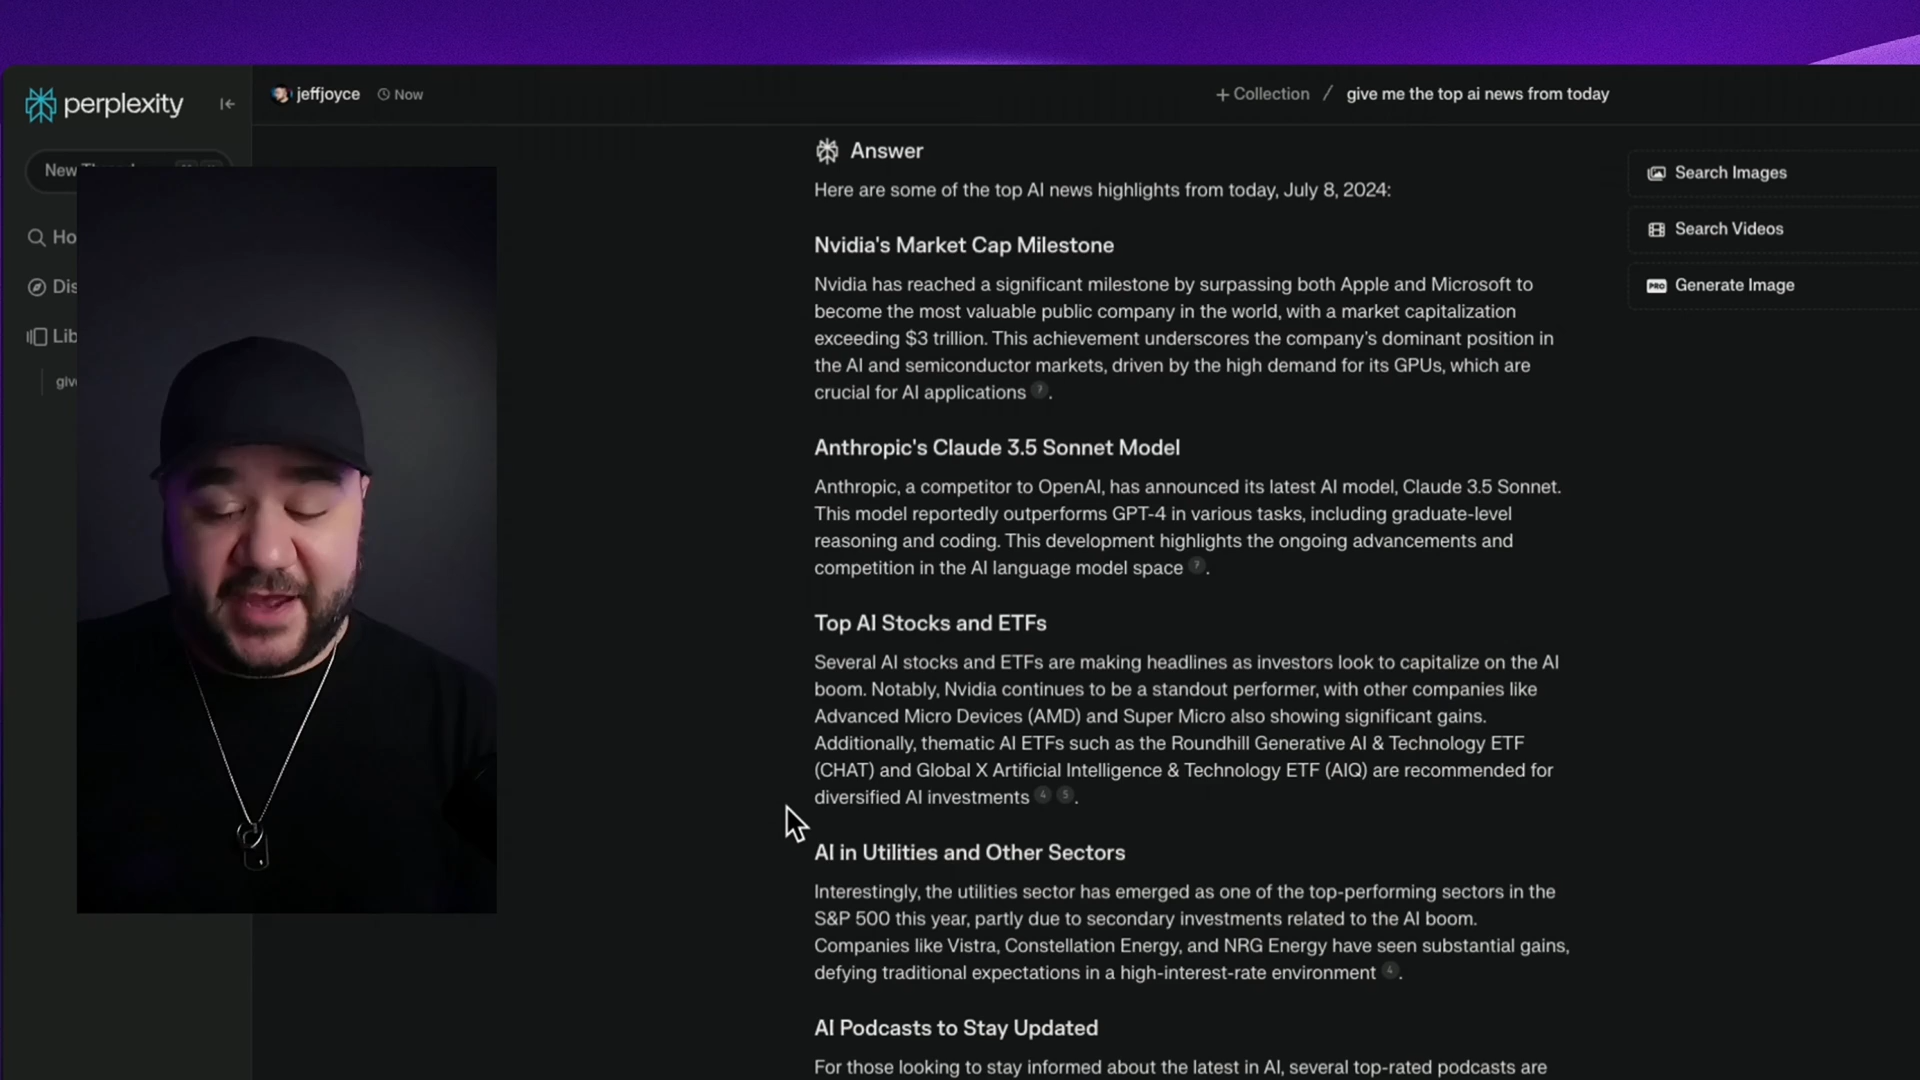 perplexity
jeffjoyce
Now
+ Collection / give me the top ai news from today
New
Answer
Here are some of the top AI news highlights from today, July 8, 2024:
Nvidia's Market Cap Milestone
Nvidia has reached a significant milestone by surpassing both Apple and Microsoft to
become the most valuable public company in the world, with a market capitalization
exceeding $3 trillion. This achievement underscores the company's dominant position in
the AI and semiconductor markets, driven by the high demand for its GPUs, which are
crucial for AI applications 7.
Anthropic's Claude 3.5 Sonnet Model
Anthropic, a competitor to OpenAI, has announced its latest AI model, Claude 3.5 Sonnet.
This model reportedly outperforms GPT-4 in various tasks, including graduate-level
reasoning and coding. This development highlights the ongoing advancements and
competition in the AI language model space 7.
Top AI Stocks and ETFs
Several AI stocks and ETFs are making headlines as investors look to capitalize on the AI
boom. Notably, Nvidia continues to be a standout performer, with other companies like
Advanced Micro Devices (AMD) and Super Micro also showing significant gains.
Additionally, thematic AI ETFs such as the Roundhill Generative AI & Technology ETF
(CHAT) and Global X Artificial Intelligence & Technology ETF (AIQ) are recommended for
diversified AI investments 4 5.
AI in Utilities and Other Sectors
Interestingly, the utilities sector has emerged as one of the top-performing sectors in the
S&P 500 this year, partly due to secondary investments related to the AI boom.
Companies like Vistra, Constellation Energy, and NRG Energy have seen substantial gains,
defying traditional expectations in a high-interest-rate environment 4.
AI Podcasts to Stay Updated
For those looking to stay informed about the latest in AI, several top-rated podcasts are
Search Images
Search Videos
PRO Generate Image
Ho
Dis
Lib
giv